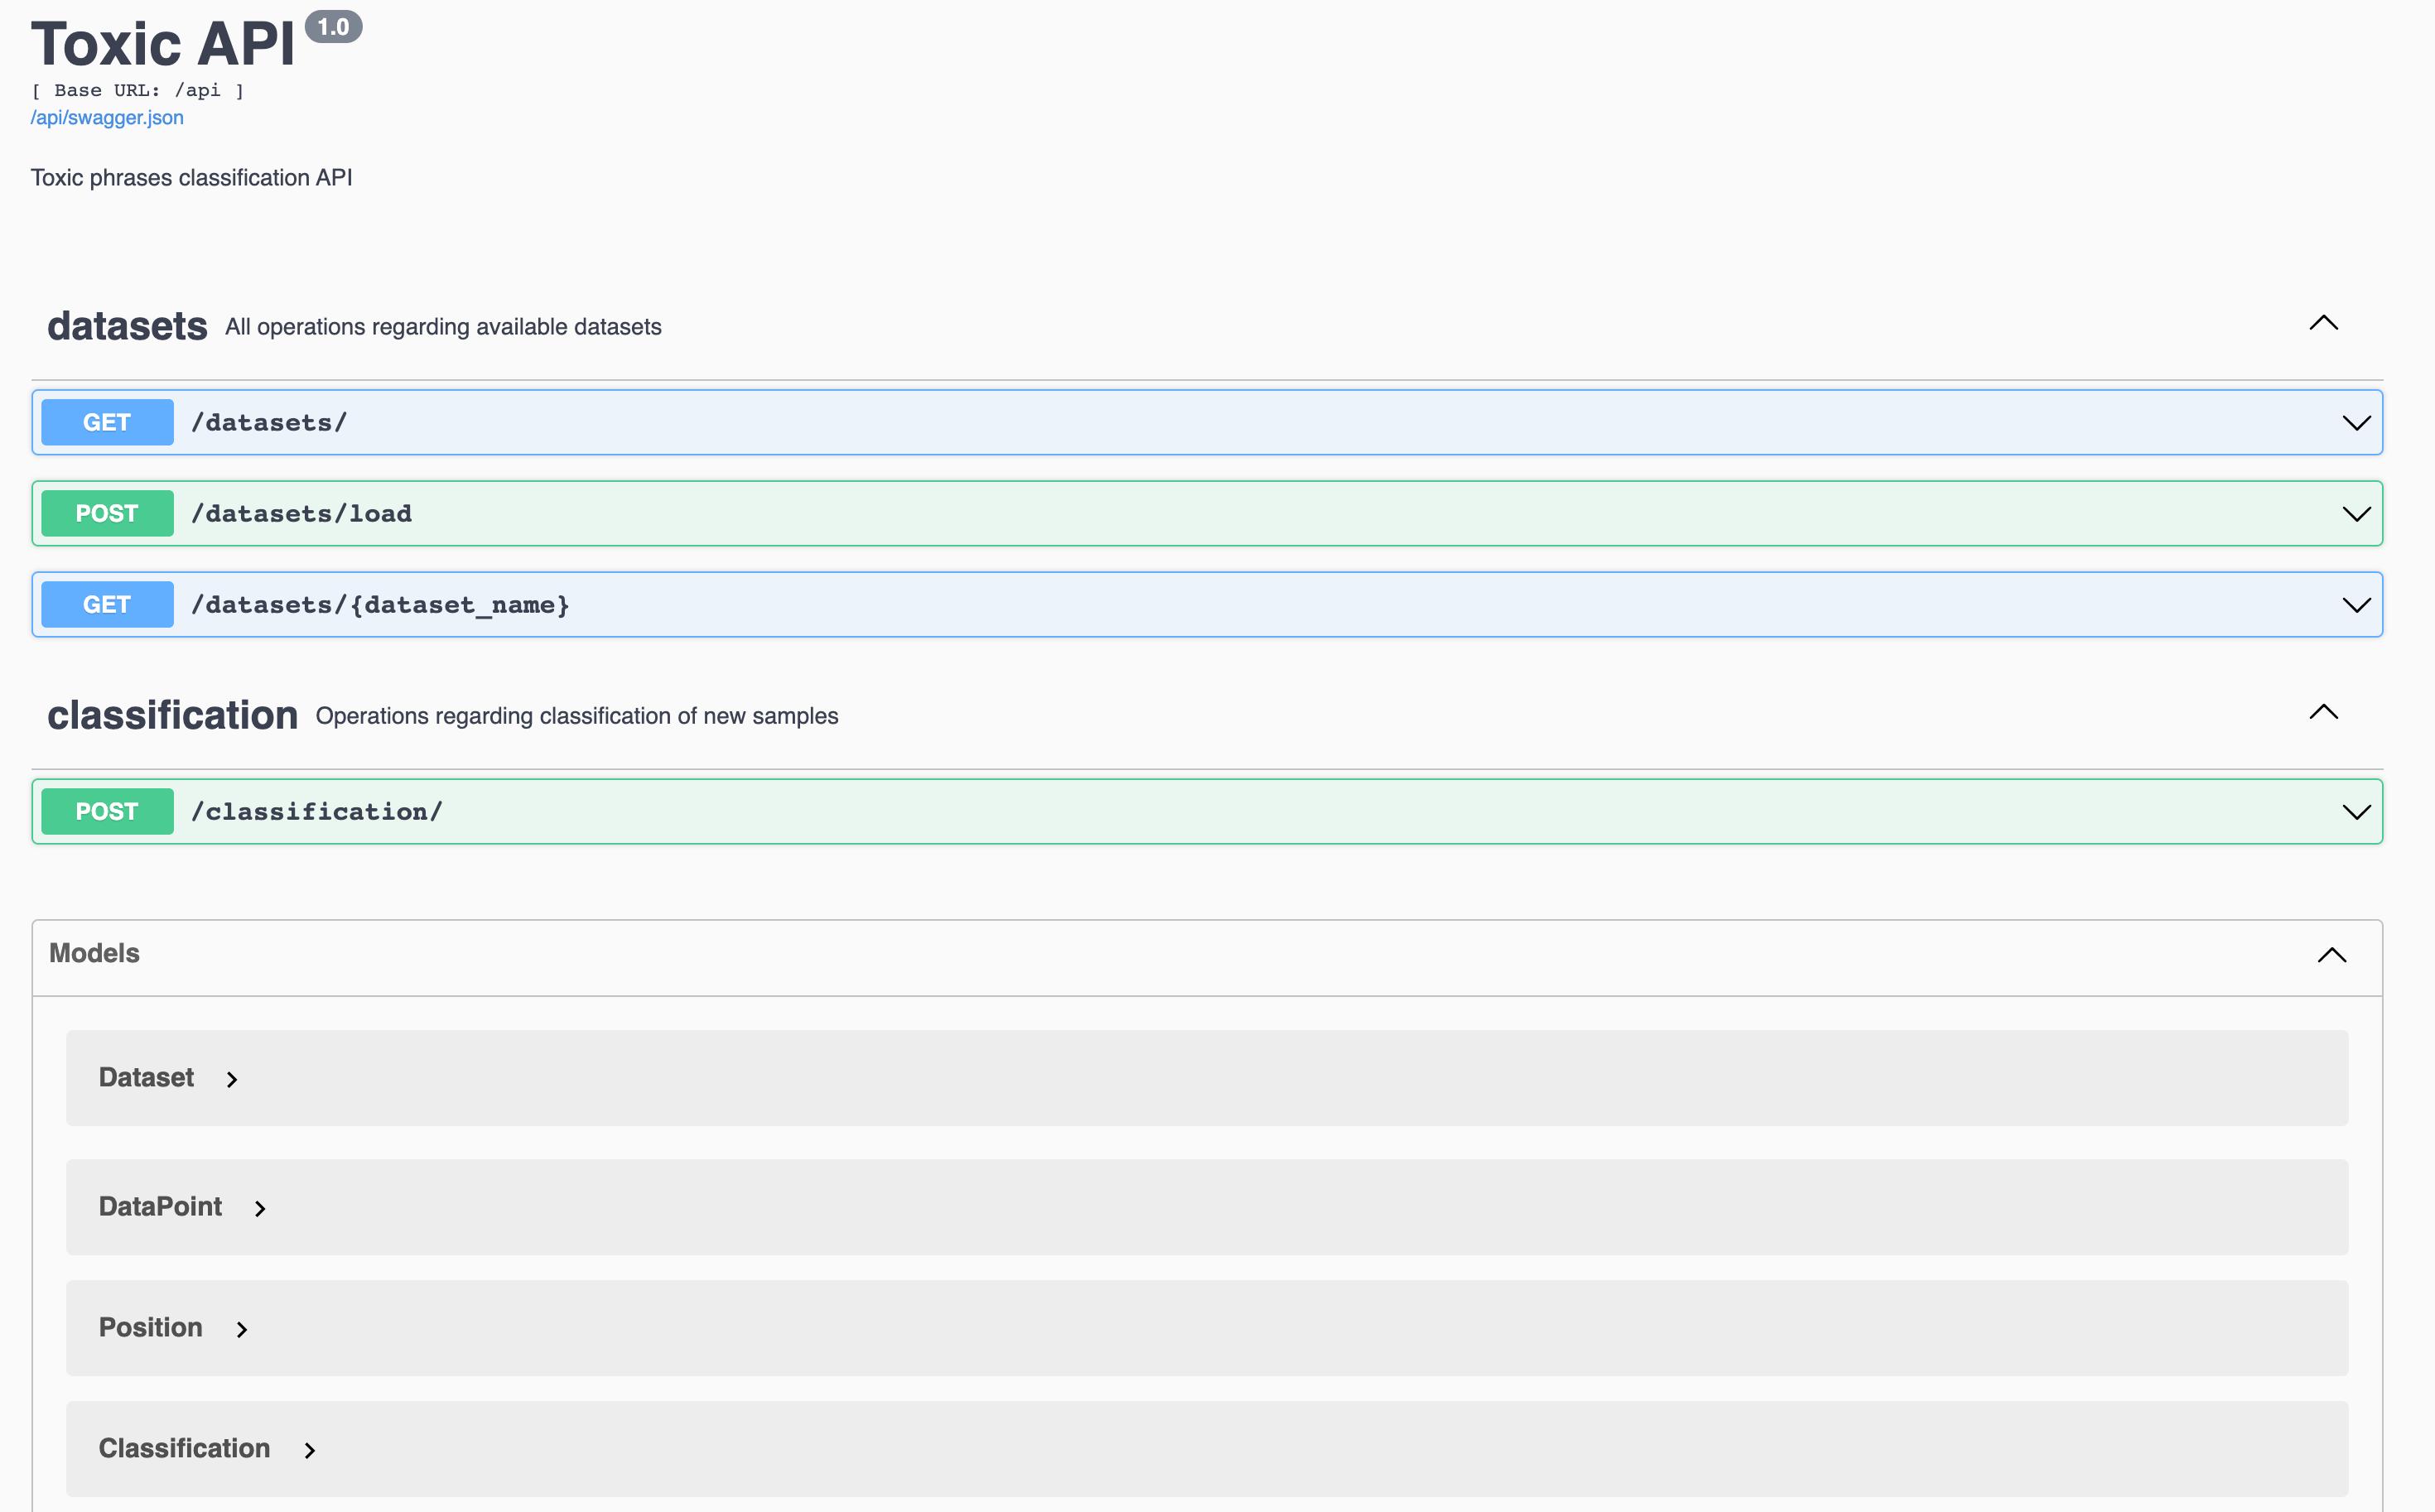 Toxic API 1.0
[ Base URL: /api ]
/api/swagger.json
Toxic phrases classification API
datasets All operations regarding available datasets
GET /datasets/
POST /datasets/load
GET /datasets/{dataset_name}
classification Operations regarding classification of new samples
POST /classification/
Models
Dataset
DataPoint
Position
Classification